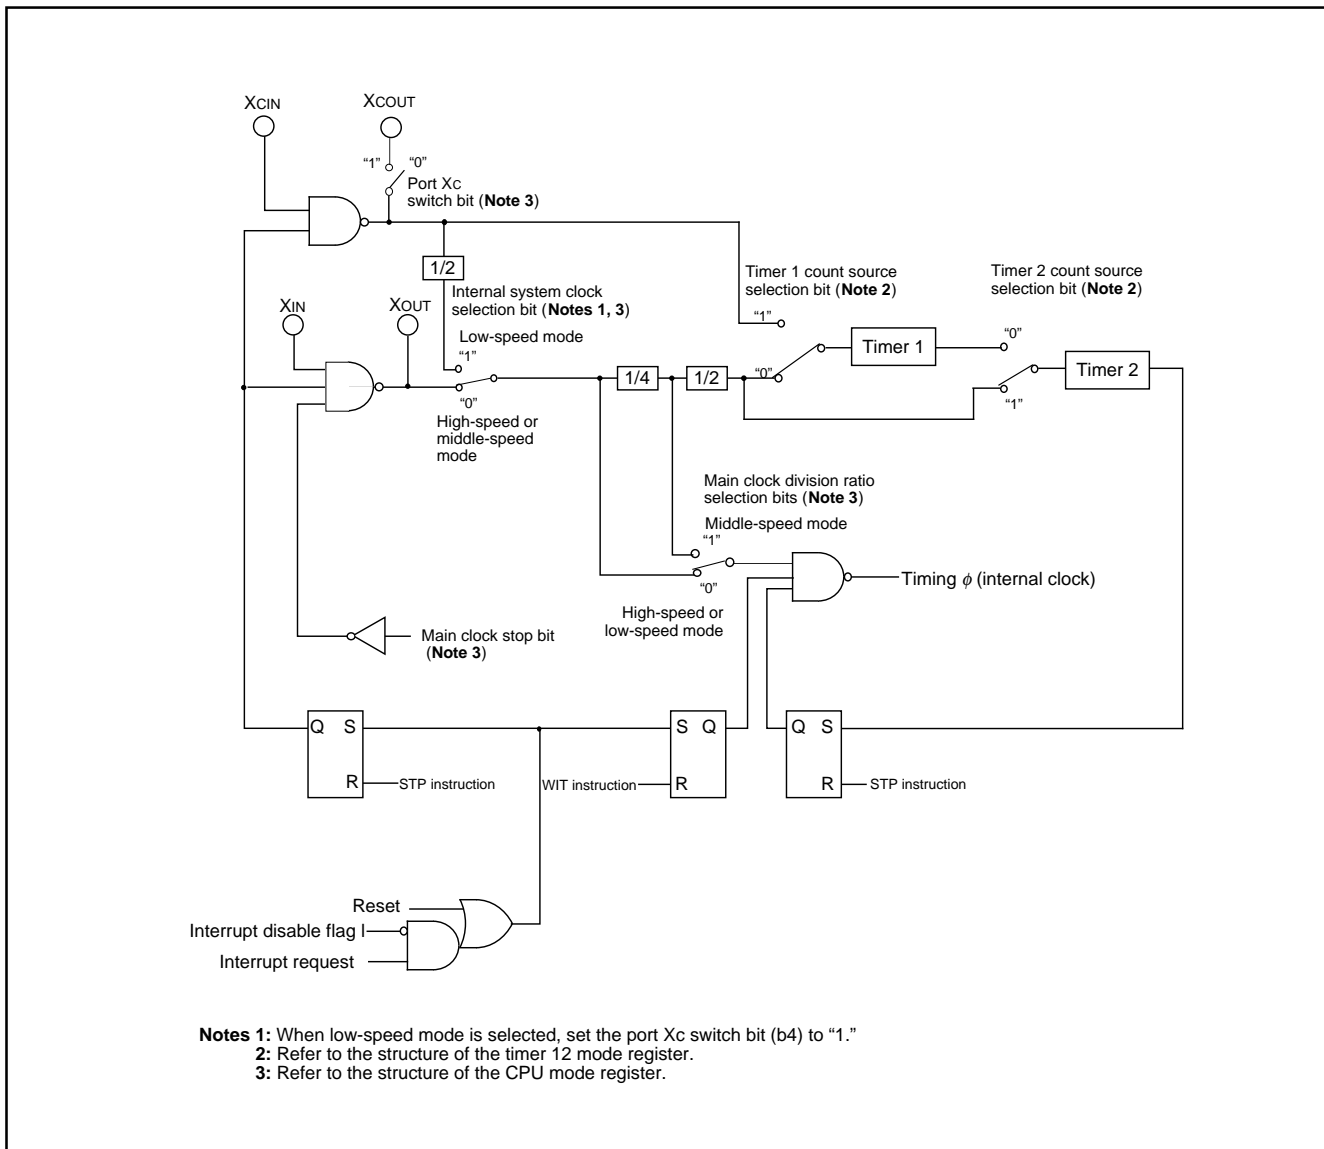 XCIN
XCOUT
“1”
“0”
Port XC
switch bit (Note 3)
1/2
XIN
XOUT
Internal system clock
selection bit (Notes 1, 3)
Low-speed mode
“1”
“0”
High-speed or
middle-speed
mode
Timer 1 count source
selection bit (Note 2)
“1”
“0”
Timer 1
Timer 2 count source
selection bit (Note 2)
“0”
“1”
Timer 2
1/4
1/2
Main clock division ratio
selection bits (Note 3)
Middle-speed mode
“1”
“0”
High-speed or
low-speed mode
Timing ϕ (internal clock)
Main clock stop bit
(Note 3)
Q S
R
STP instruction
WIT instruction
S Q
R
Q S
R
STP instruction
Reset
Interrupt disable flag I
Interrupt request
Notes 1: When low-speed mode is selected, set the port Xc switch bit (b4) to “1.”
2: Refer to the structure of the timer 12 mode register.
3: Refer to the structure of the CPU mode register.